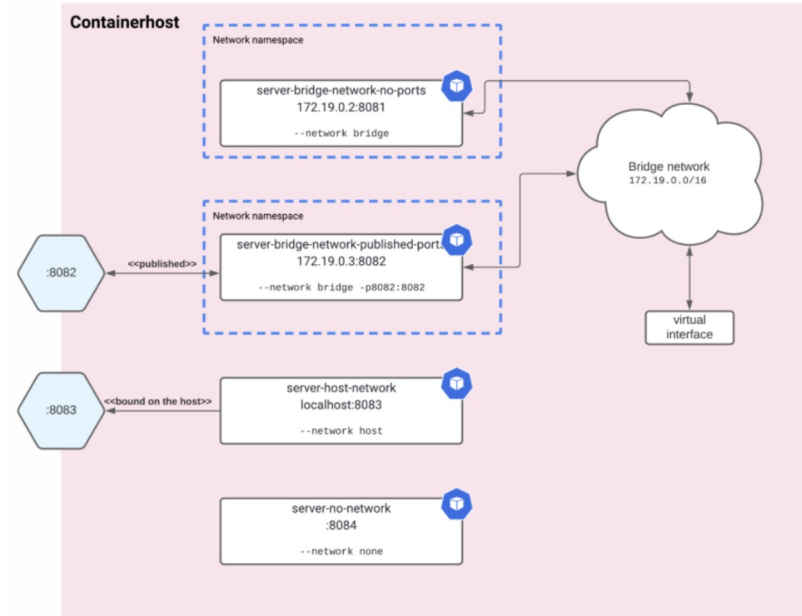 Containerhost
Network namespace
server-bridge-network-no-ports
172.19.0.2:8081
--network bridge
Bridge network
172.19.0.0/16
Network namespace
server-bridge-network-published-ports
172.19.0.3:8082
--network bridge -p8082:8082
:8082
<<published>>
virtual
interface
server-host-network
localhost:8083
--network host
:8083
<<bound on the host>>
server-no-network
:8084
--network none